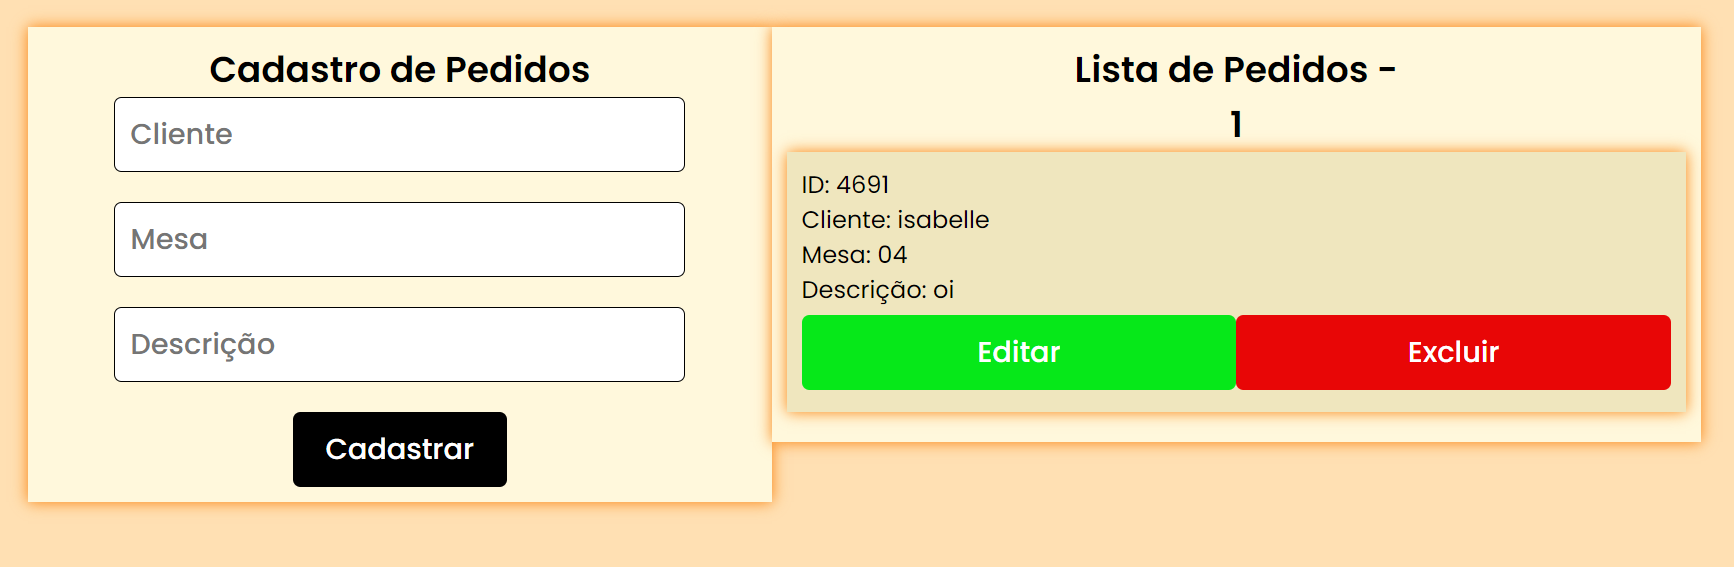 Cadastro de Pedidos
Cliente
Mesa
Descrição
Cadastrar
Lista de Pedidos -
1
ID: 4691
Cliente: isabelle
Mesa: 04
Descrição: oi
Editar
Excluir